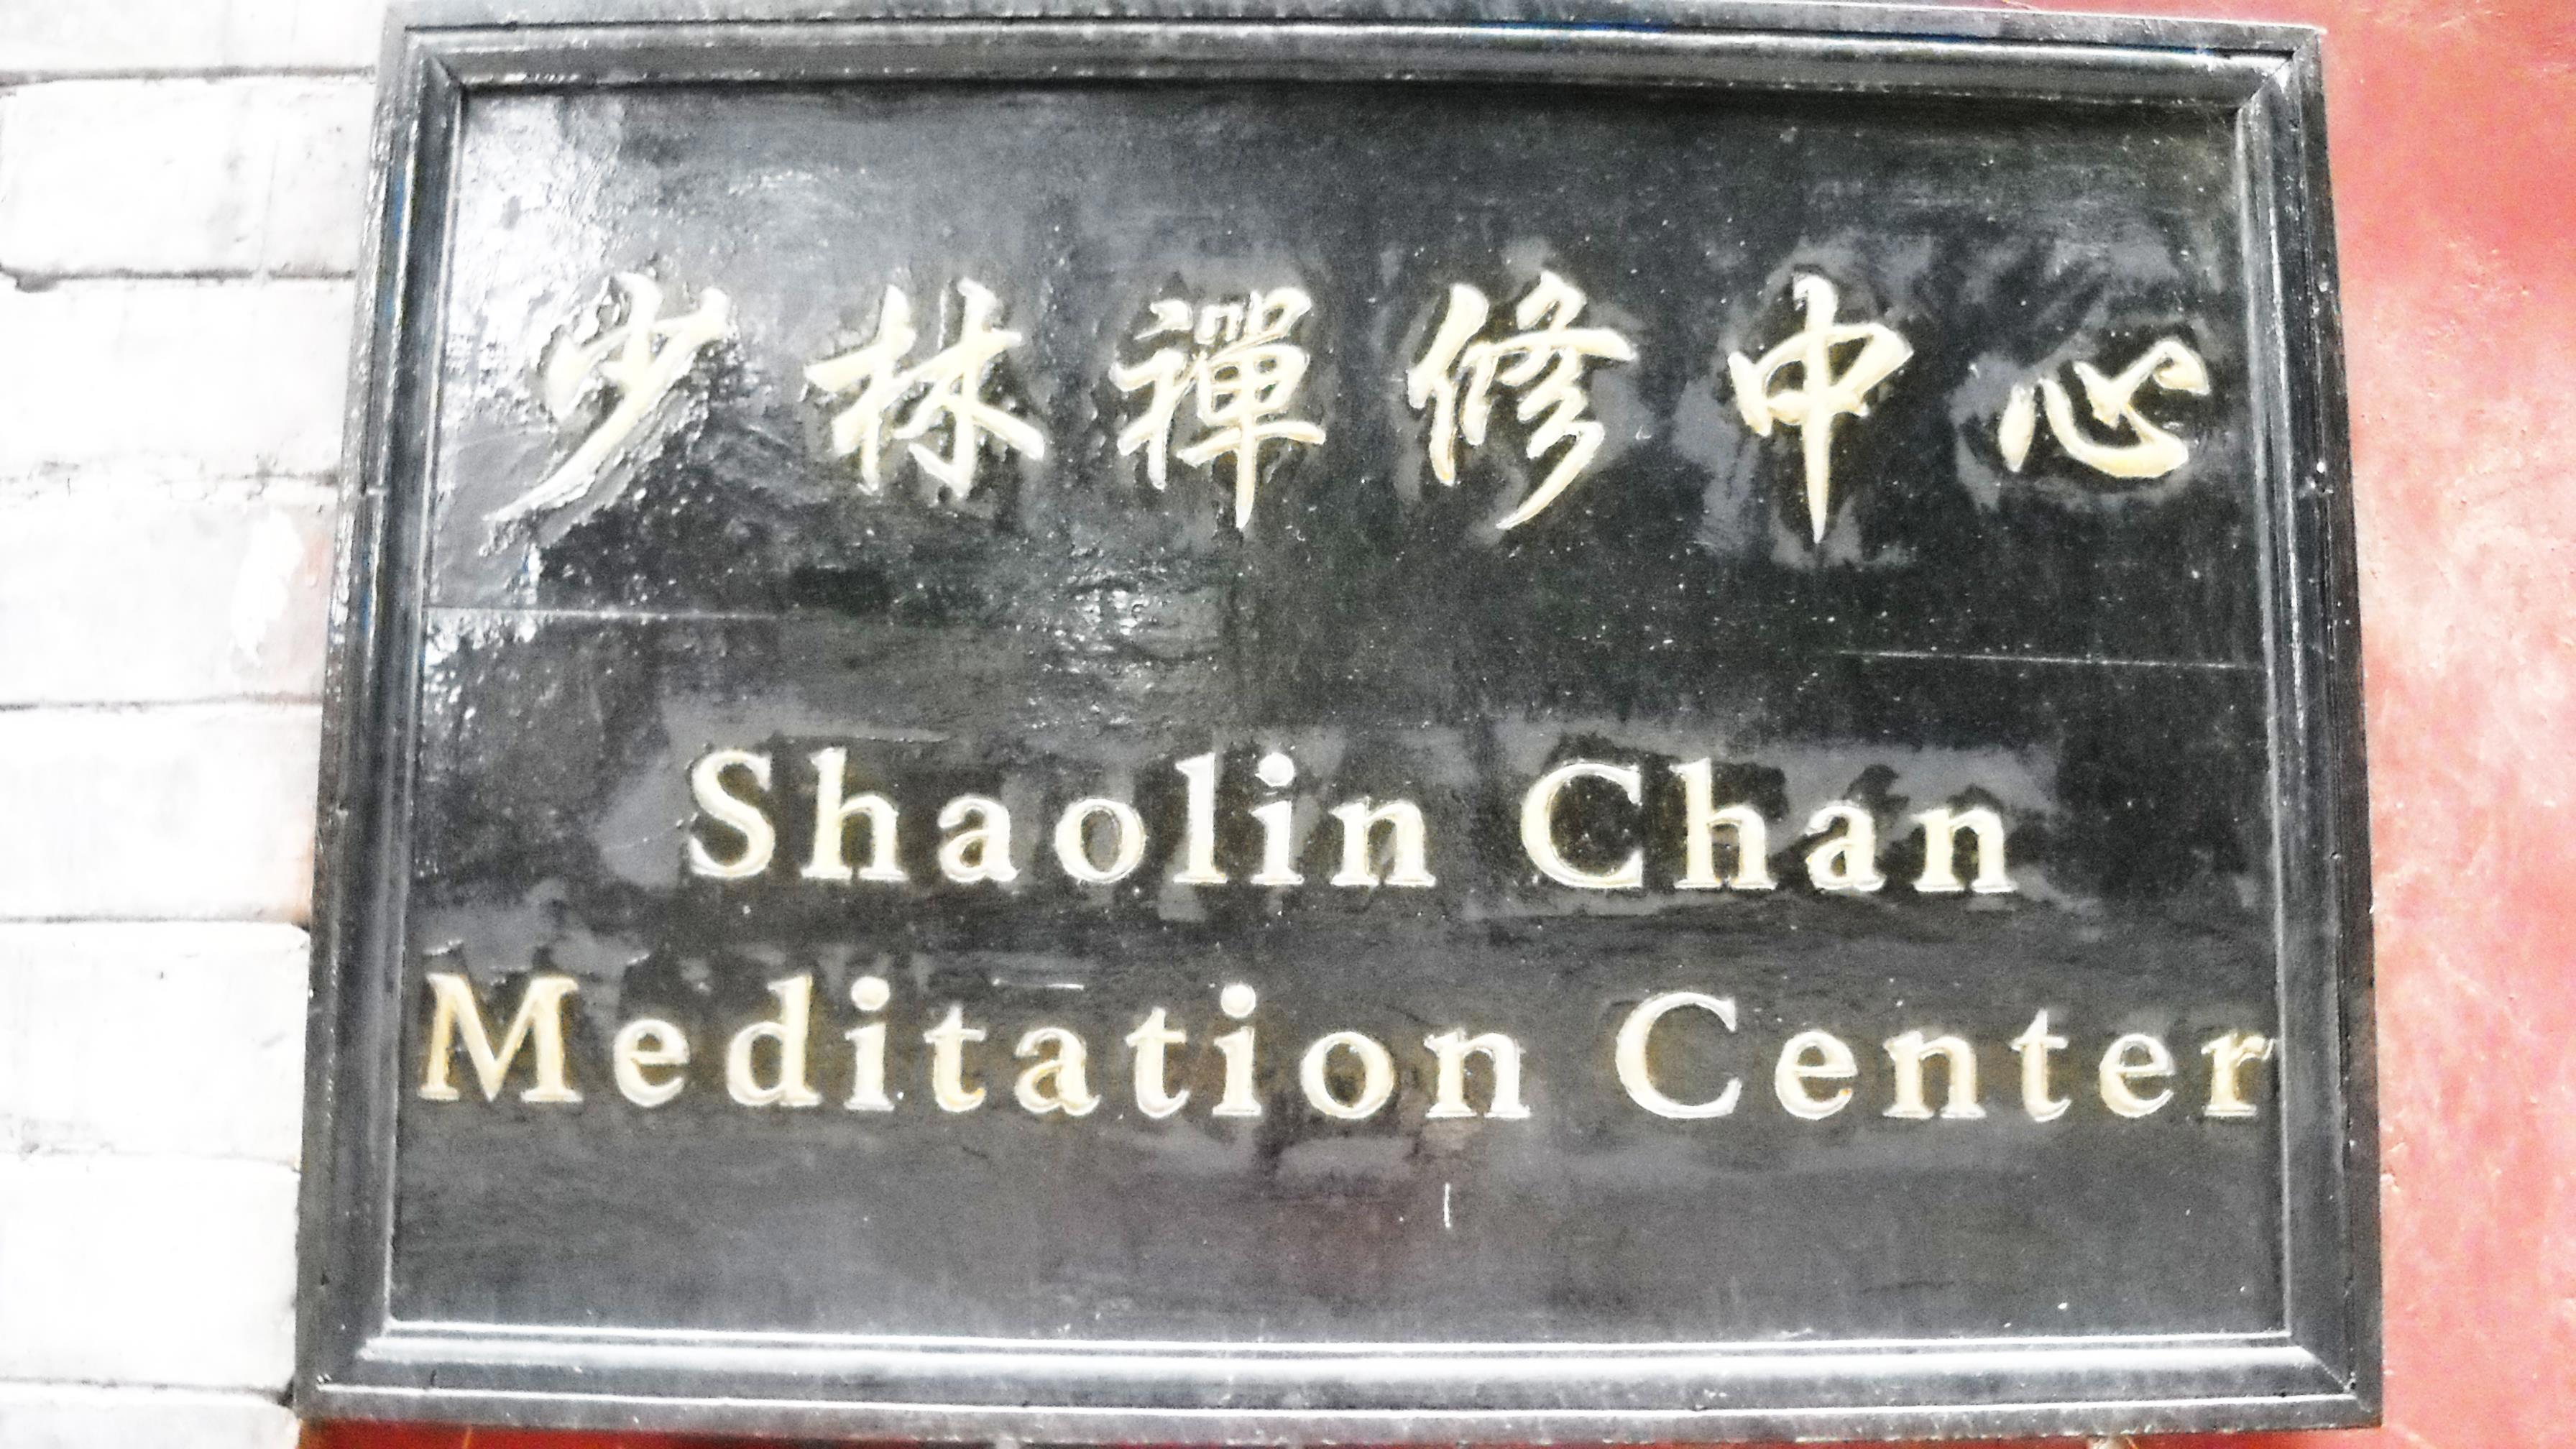 少林禪修中心
Shaolin Chan
Meditation Center